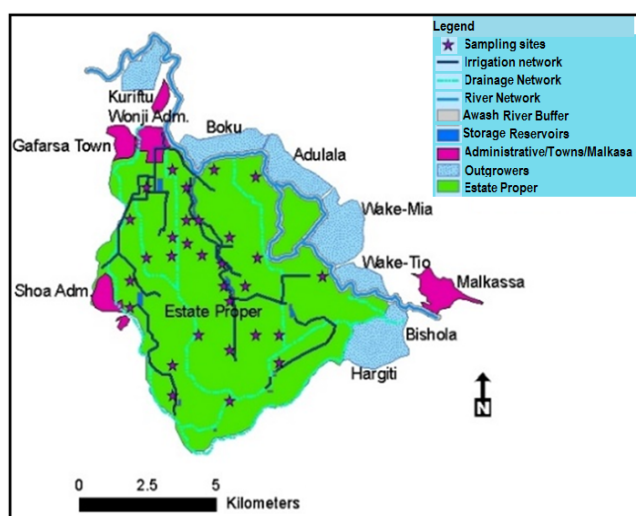 Legend
Sampling sites
Irrigation network
Drainage Network
River Network
Awash River Buffer
Storage Reservoirs
Administrative/Towns/Malkasa
Outgrowers
Estate Proper
Kuriftu
Wonji Adm.
Gafarsa Town
Boku
Adulala
Wake-Mia
Wake-Tio
Malkassa
Shoa Adm.
Estate Proper
Bishola
Hargiti
N
0 2.5 5
Kilometers